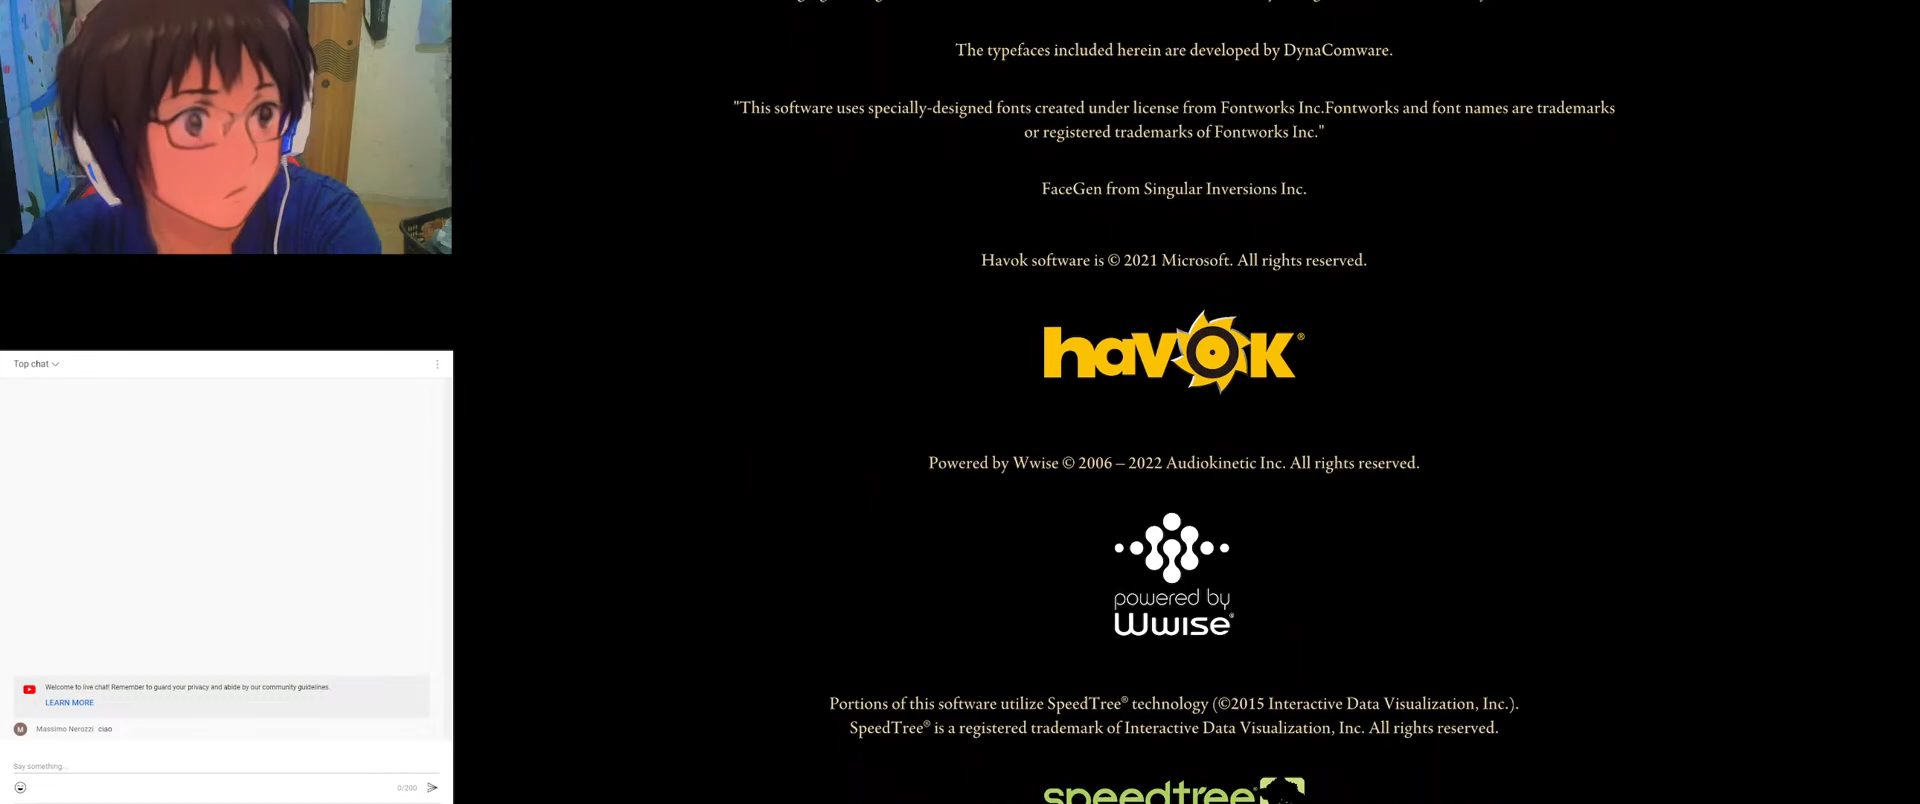 The typefaces included herein are developed by DynaComware.
"This software uses specially-designed fonts created under license from Fontworks Inc.Fontworks and font names are trademarks
or registered trademarks of Fontworks Inc."
FaceGen from Singular Inversions Inc.
Havok software is © 2021 Microsoft. All rights reserved.
havok®
Powered by Wwise © 2006 – 2022 Audiokinetic Inc. All rights reserved.
powered by
Wwise®
Portions of this software utilize SpeedTree® technology (©2015 Interactive Data Visualization, Inc.).
SpeedTree® is a registered trademark of Interactive Data Visualization, Inc. All rights reserved.
speedtree®
Top chat
Welcome to live chat! Remember to guard your privacy and abide by our community guidelines.
LEARN MORE
M Massimo Nerozzi ciao
Say something...
0/200